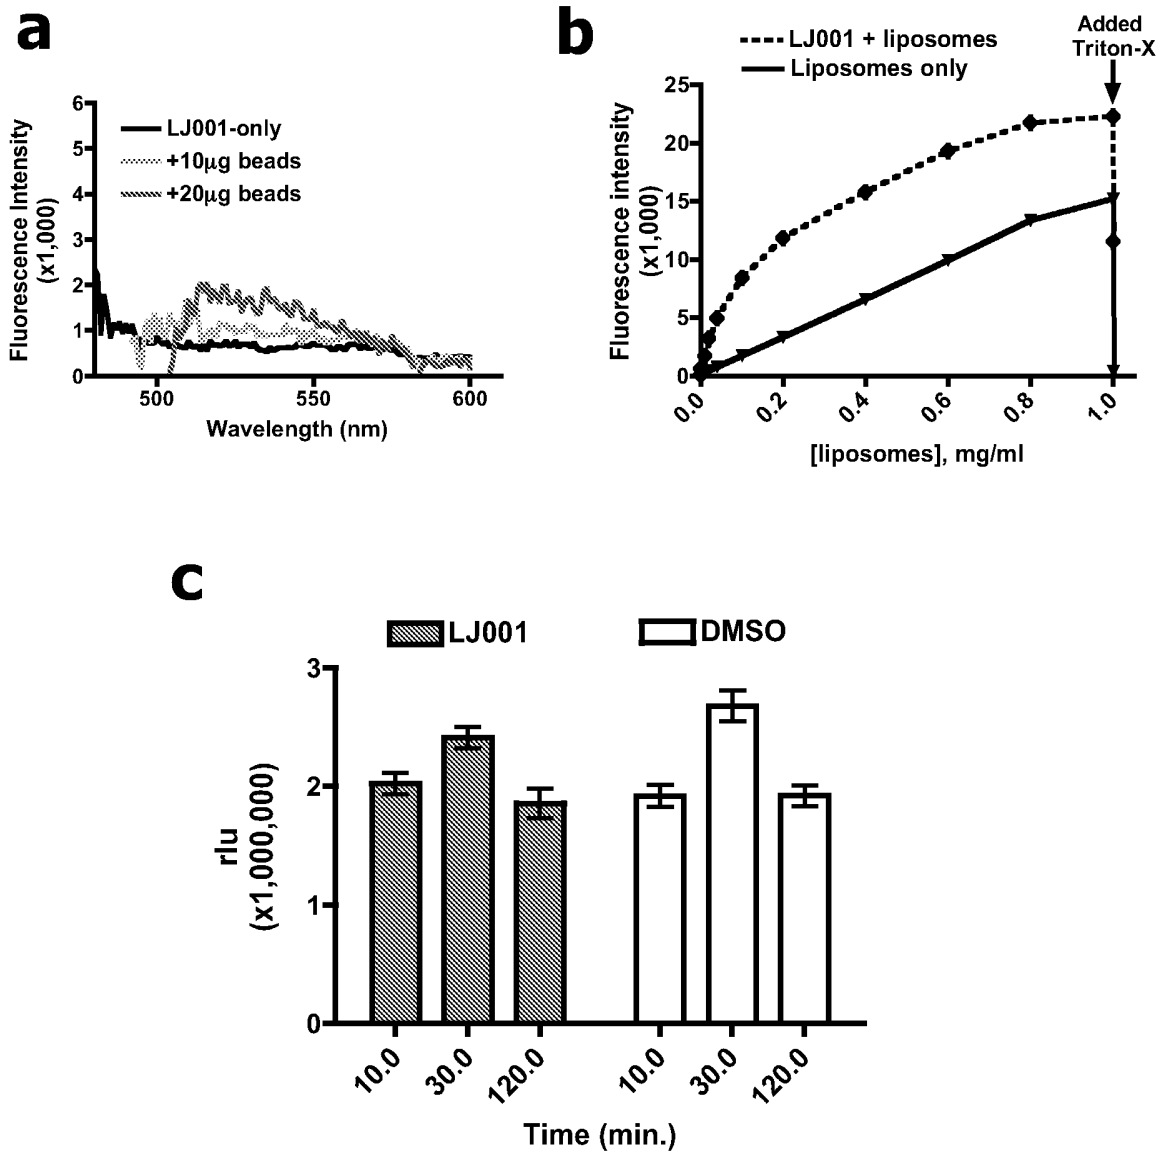 a
Fluorescence Intensity
(x1,000)
6
5
4
3
2
1
0
LJ001-only
+10µg beads
+20µg beads
500
550
600
Wavelength (nm)
b
LJ001 + liposomes
Liposomes only
Added
Triton-X
Fluorescence intensity
(x1,000)
25
20
15
10
5
0
0.0
0.2
0.4
0.6
0.8
1.0
[liposomes], mg/ml
c
LJ001
DMSO
rlu
(x1,000,000)
3
2
1
0
10.0
30.0
120.0
10.0
30.0
120.0
Time (min.)